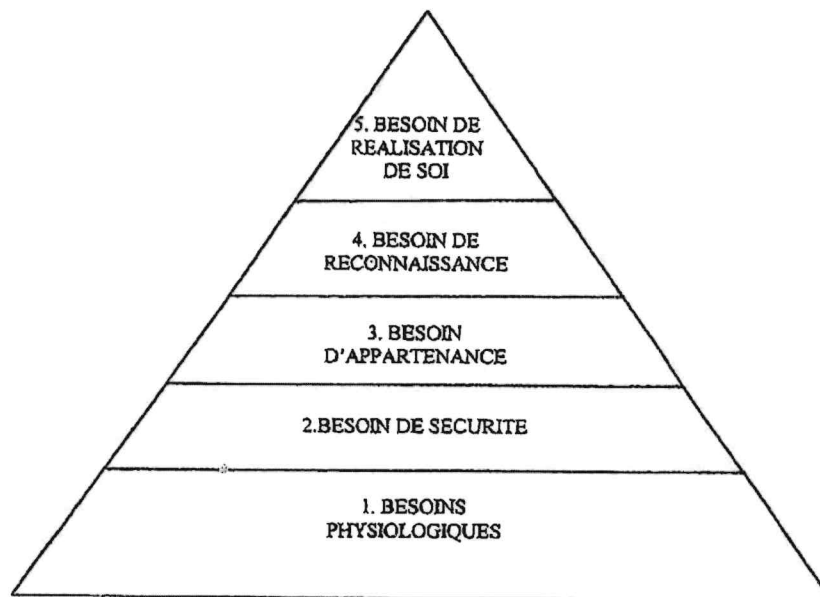 5. BESOIN DE
REALISATION
DE SOI
4. BESOIN DE
RECONNAISSANCE
3. BESOIN
D'APPARTENANCE
2.BESOIN DE SECURITE
1. BESOINS
PHYSIOLOGIQUES